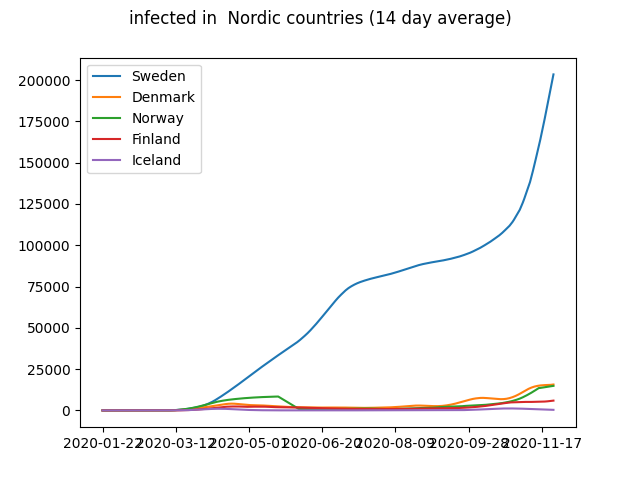 infected in  Nordic countries (14 day average)
Sweden
Denmark
Norway
Finland
Iceland
200000
175000
150000
125000
100000
75000
50000
25000
0
2020-01-22 2020-03-12 2020-05-01 2020-06-20 2020-08-09 2020-09-28 2020-11-17